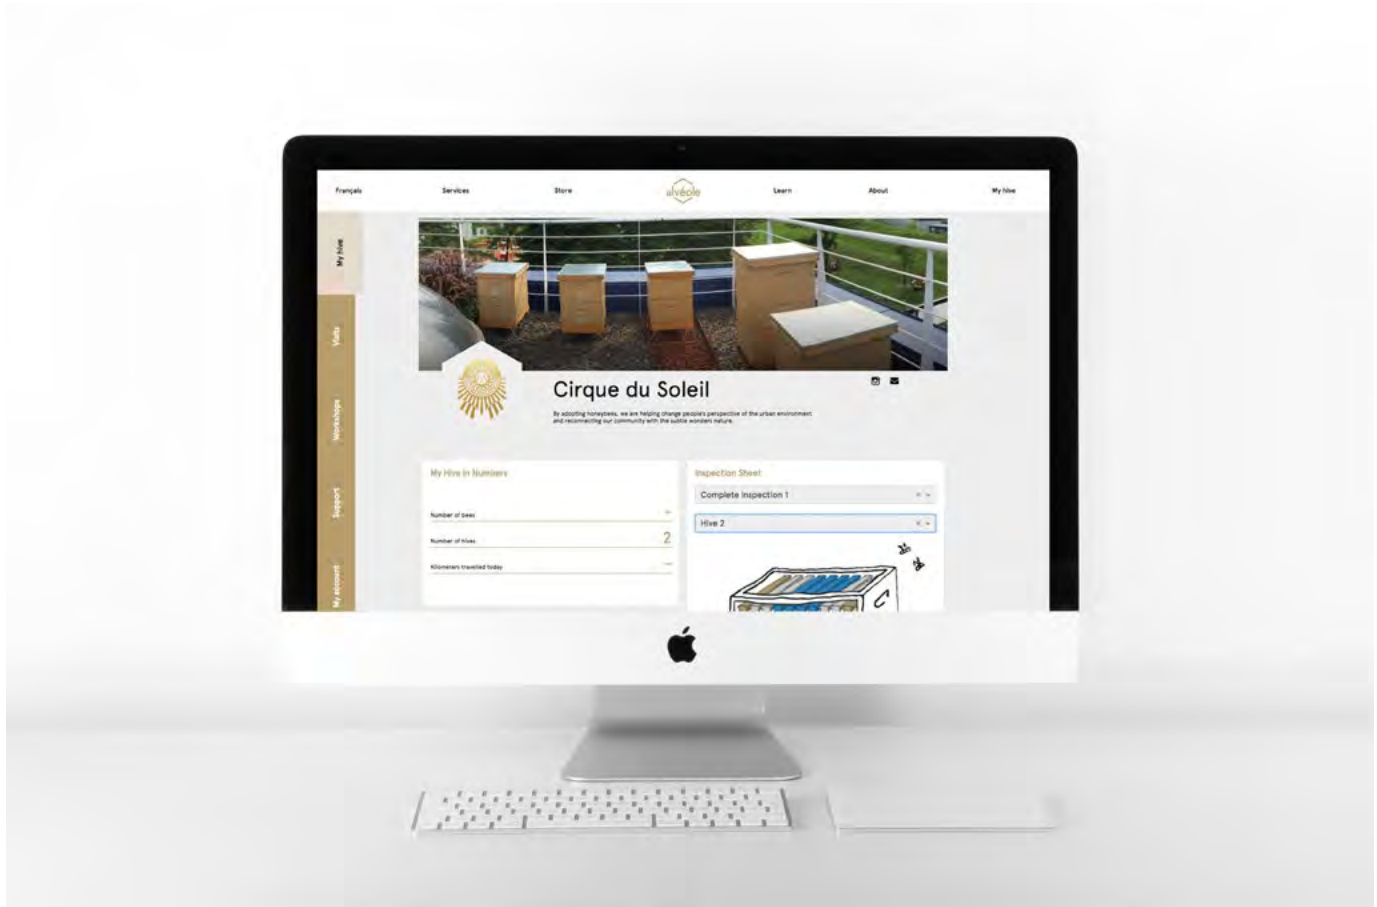 Français
Services
Store
alvéole
Learn
About
My hive
My hive
Visits
Workshops
Support
My account
Cirque du Soleil
By adopting honeybees, we are helping change people's perspective of the urban environment
and reconnecting our community with the subtle wonders nature.
My Hive in Numbers
Number of bees
Number of hives
2
Kilometers travelled today
Inspection Sheet
Complete Inspection 1
Hive 2